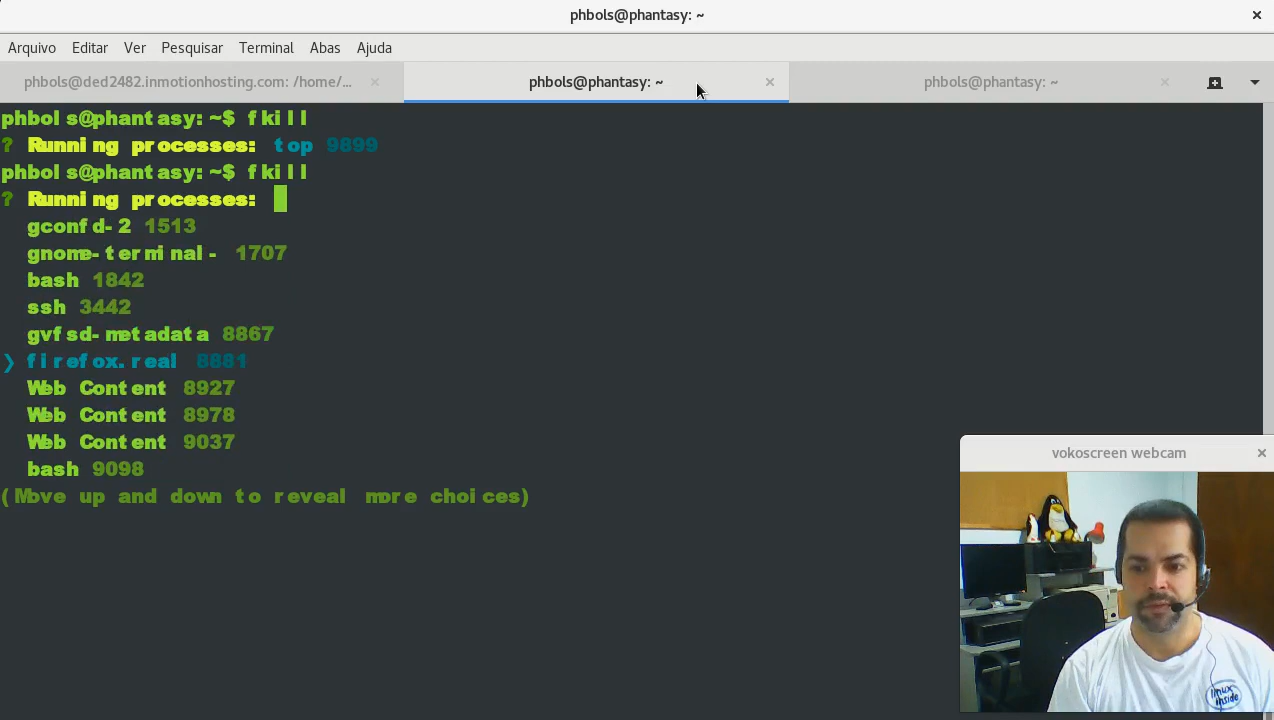 phbols@phantasy: ~
Arquivo Editar Ver Pesquisar Terminal Abas Ajuda
phbols@ded2482.inmotionhosting.com: /home/... phbols@phantasy: ~ phbols@phantasy: ~
phbols@phantasy:~$ fkill
? Running processes: top 9899
phbols@phantasy:~$ fkill
? Running processes:
gconfd-2 1513
gnome-terminal- 1707
bash 1842
ssh 3442
gvfsd-metadata 8867
❯ firefox.real 8881
Web Content 8927
Web Content 8978
Web Content 9037
bash 9098
(Move up and down to reveal more choices)
vokoscreen webcam
linux
inside